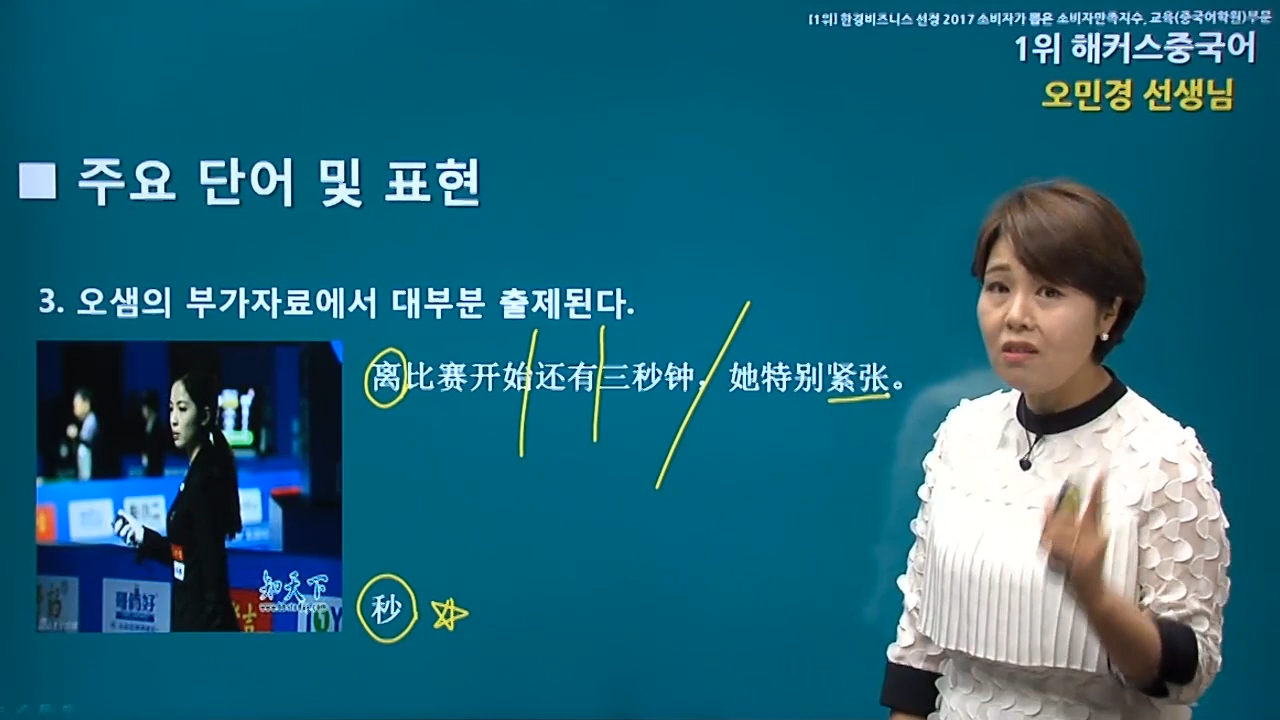 [1위] 한경비즈니스 선정 2017 소비자가 뽑은 소비자만족지수, 교육(중국어학원)부문
1위 해커스중국어
오민경 선생님
■ 주요 단어 및 표현
3. 오샘의 부가자료에서 대부분 출제된다.
离比赛开始还有三秒钟，她特别紧张。
知天下
秒